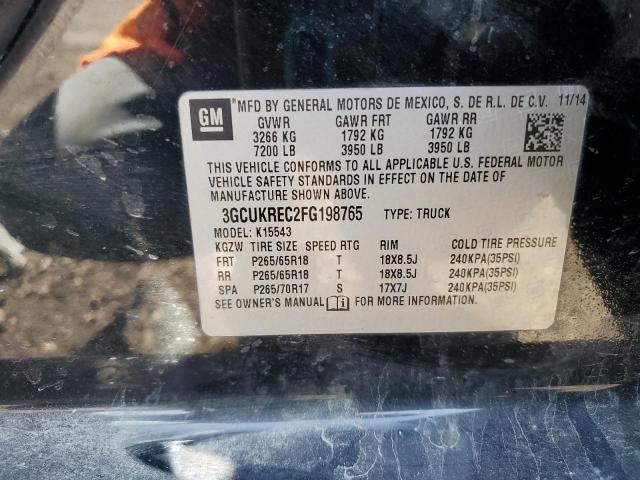 GM
MFD BY GENERAL MOTORS DE MEXICO, S. DE R.L. DE C.V. 11/14
GVWR GAWR FRT GAWR RR
3266 KG 1792 KG 1792 KG
7200 LB 3950 LB 3950 LB
THIS VEHICLE CONFORMS TO ALL APPLICABLE U.S. FEDERAL MOTOR
VEHICLE SAFETY STANDARDS IN EFFECT ON THE DATE OF
MANUFACTURE SHOWN ABOVE.
3GCUKREC2FG198765 TYPE: TRUCK
MODEL: K15543
KGZW TIRE SIZE SPEED RTG RIM COLD TIRE PRESSURE
FRT P265/65R18 T 18X8.5J 240KPA(35PSI)
RR P265/65R18 T 18X8.5J 240KPA(35PSI)
SPA P265/70R17 S 17X7J 240KPA(35PSI)
SEE OWNER'S MANUAL FOR MORE INFORMATION.